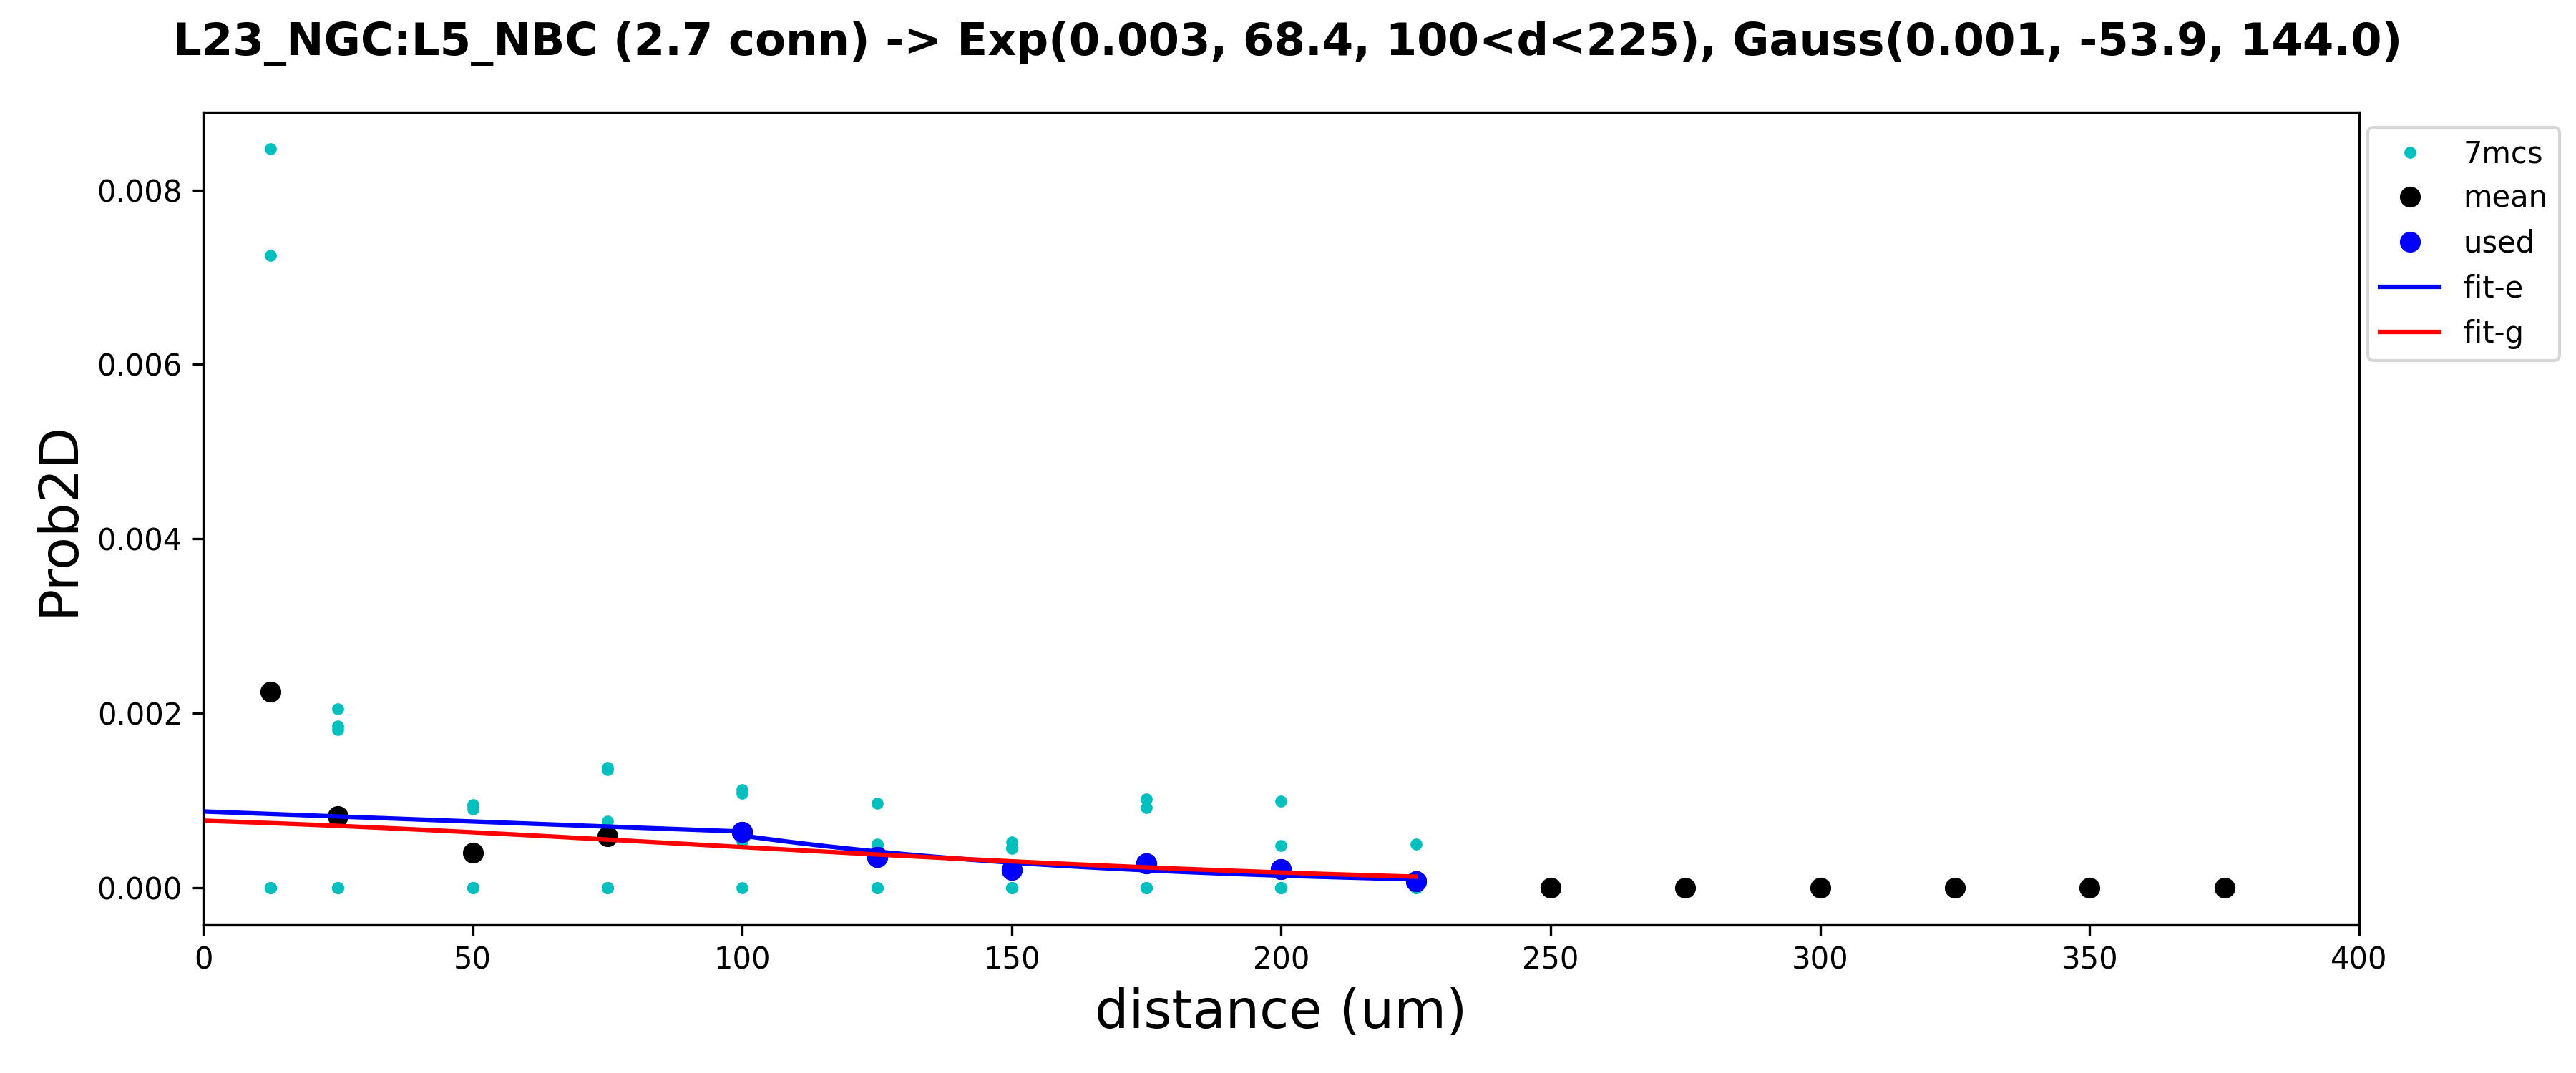 L23_NGC:L5_NBC (2.7 conn) -> Exp(0.003, 68.4, 100<d<225), Gauss(0.001, -53.9, 144.0)
7mcs
mean
used
fit-e
fit-g
0.008
0.006
0.004
0.002
0.000
Prob2D
0 50 100 150 200 250 300 350 400
distance (um)